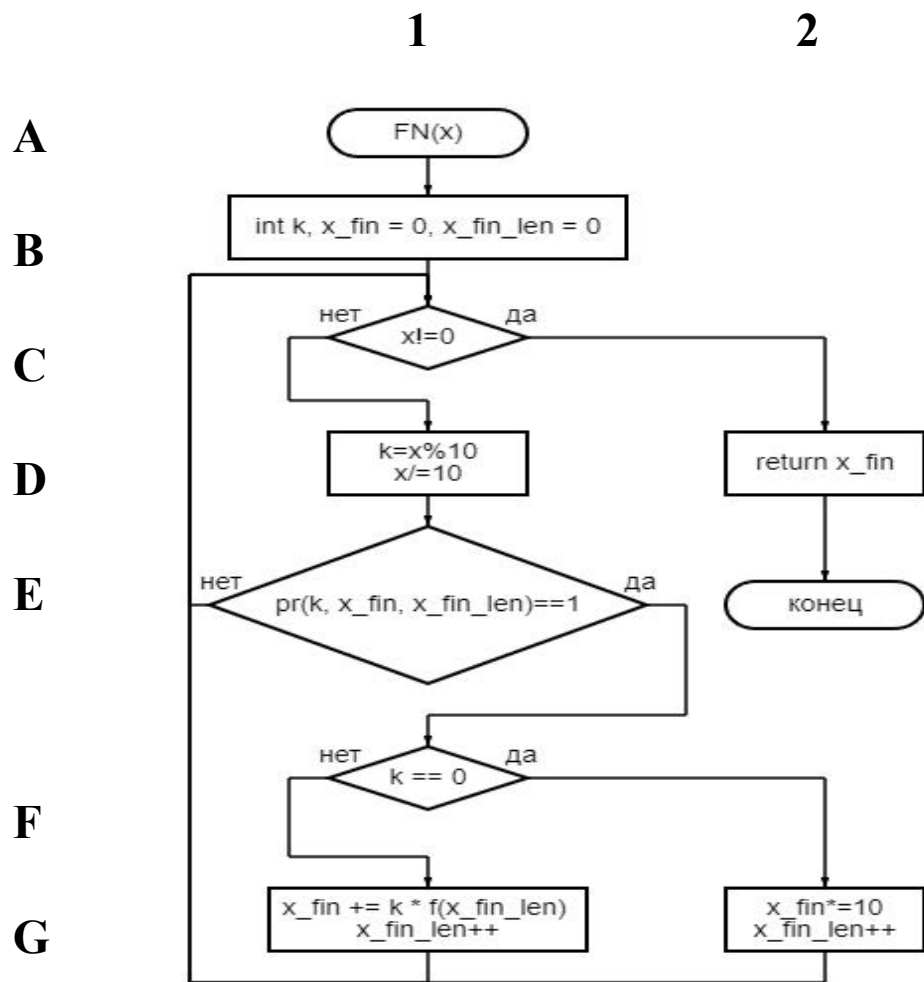 1 2
A
FN(x)
B
int k, x_fin = 0, x_fin_len = 0
нет да
x!=0
C
D
k=x%10
x/=10
return x_fin
E
нет да
pr(k, x_fin, x_fin_len)==1
конец
нет да
k == 0
F
G
x_fin += k * f(x_fin_len)
x_fin_len++
x_fin*=10
x_fin_len++